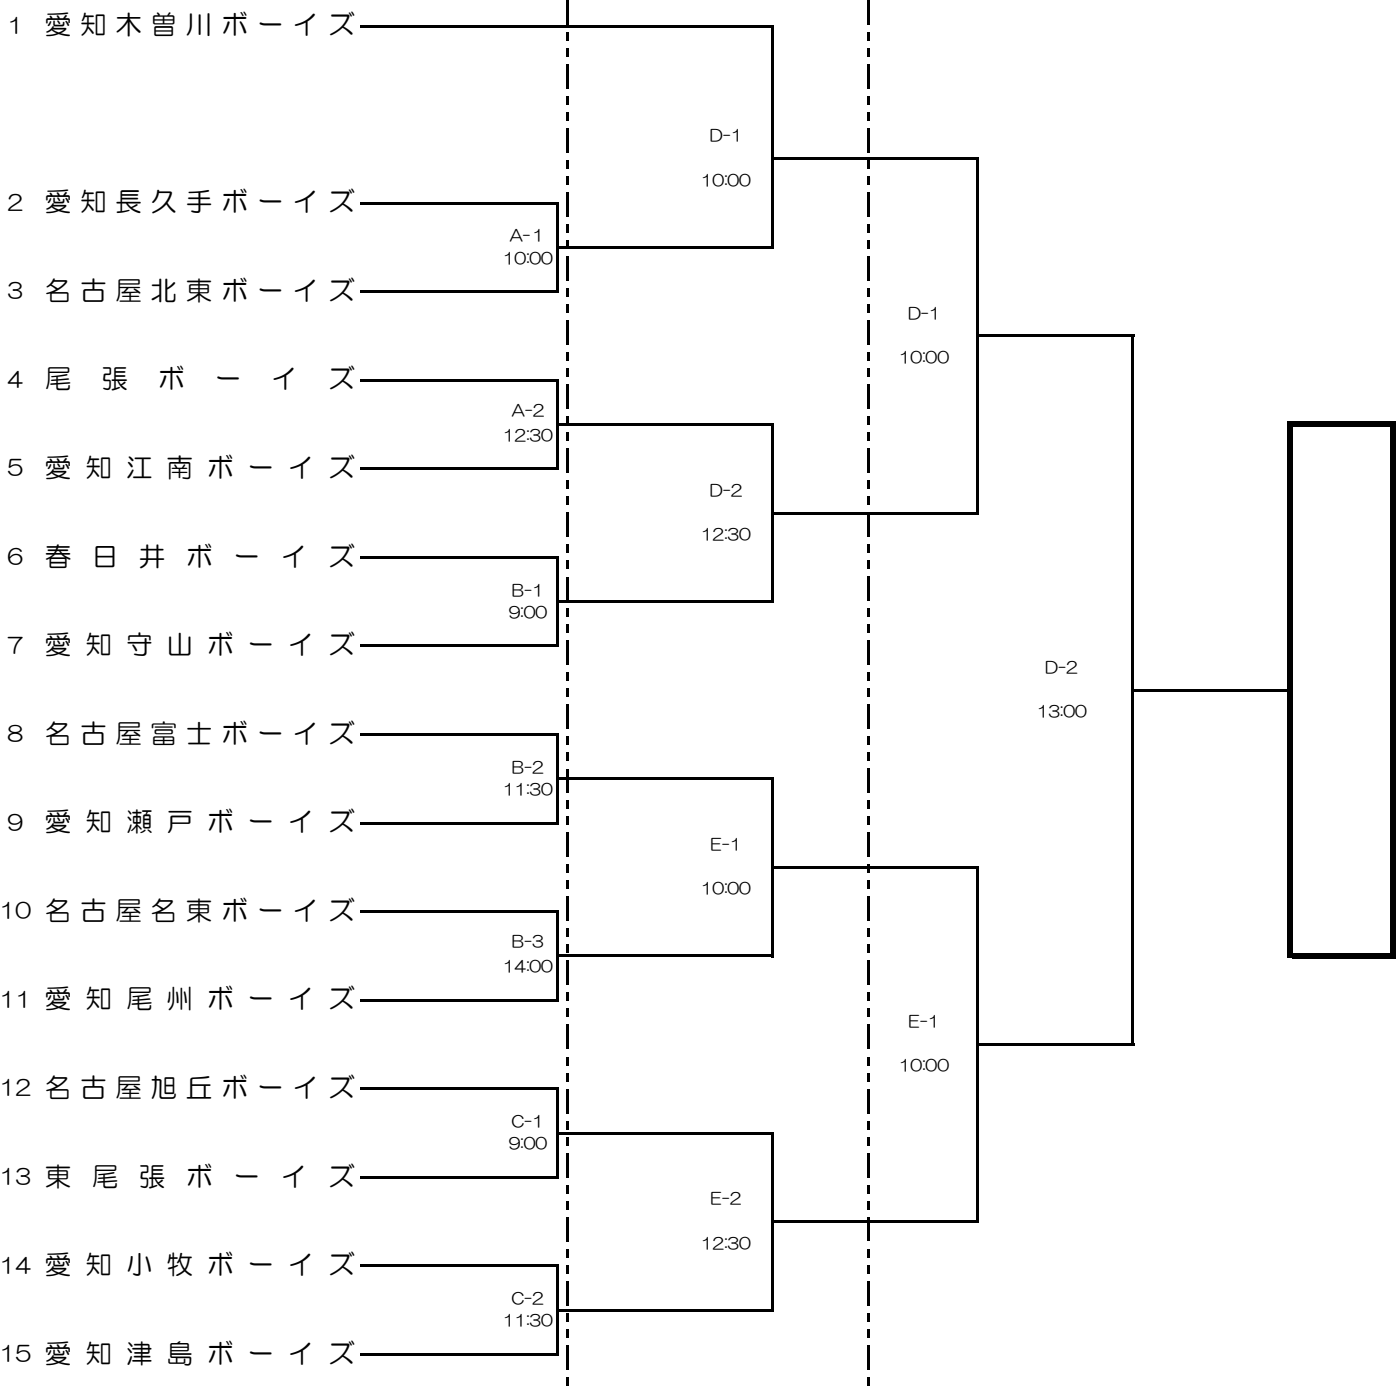 1 愛知木曽川ボーイズ
D-1
10:00
2 愛知長久手ボーイズ
A-1
10:00
3 名古屋北東ボーイズ
D-1
10:00
4 尾張ボーイズ
A-2
12:30
5 愛知江南ボーイズ
D-2
12:30
6 春日井ボーイズ
B-1
9:00
7 愛知守山ボーイズ
D-2
13:00
8 名古屋富士ボーイズ
B-2
11:30
9 愛知瀬戸ボーイズ
E-1
10:00
10 名古屋名東ボーイズ
B-3
14:00
11 愛知尾州ボーイズ
E-1
10:00
12 名古屋旭丘ボーイズ
C-1
9:00
13 東尾張ボーイズ
E-2
12:30
14 愛知小牧ボーイズ
C-2
11:30
15 愛知津島ボーイズ